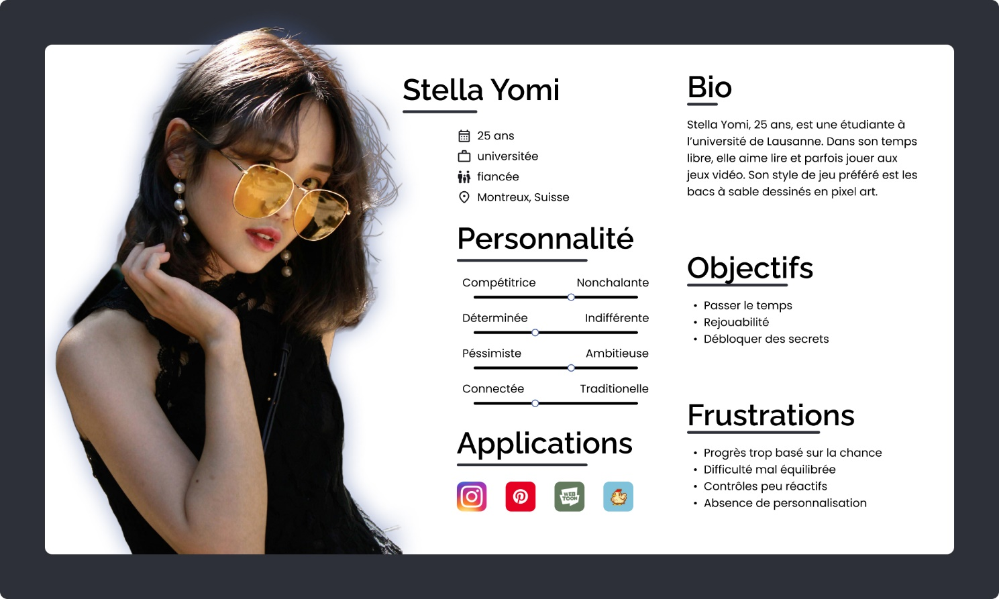 Stella Yomi
25 ans
universitée
fiancée
Montreux, Suisse
Personnalité
Compétitrice Nonchalante
Déterminée Indifférente
Péssimiste Ambitieuse
Connectée Traditionelle
Applications
WEB
TOON
Bio
Stella Yomi, 25 ans, est une étudiante à
l’université de Lausanne. Dans son temps
libre, elle aime lire et parfois jouer aux
jeux vidéo. Son style de jeu préféré est les
bacs à sable dessinés en pixel art.
Objectifs
• Passer le temps
• Rejouabilité
• Débloquer des secrets
Frustrations
• Progrès trop basé sur la chance
• Difficulté mal équilibrée
• Contrôles peu réactifs
• Absence de personnalisation